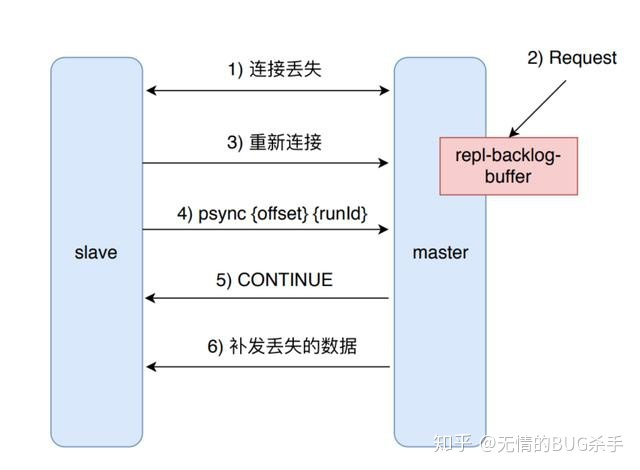 2) Request
1) 连接丢失
3) 重新连接
repl-backlog-
buffer
4) psync {offset} {runId}
slave
master
5) CONTINUE
6) 补发丢失的数据
知乎 @无情的BUG杀手